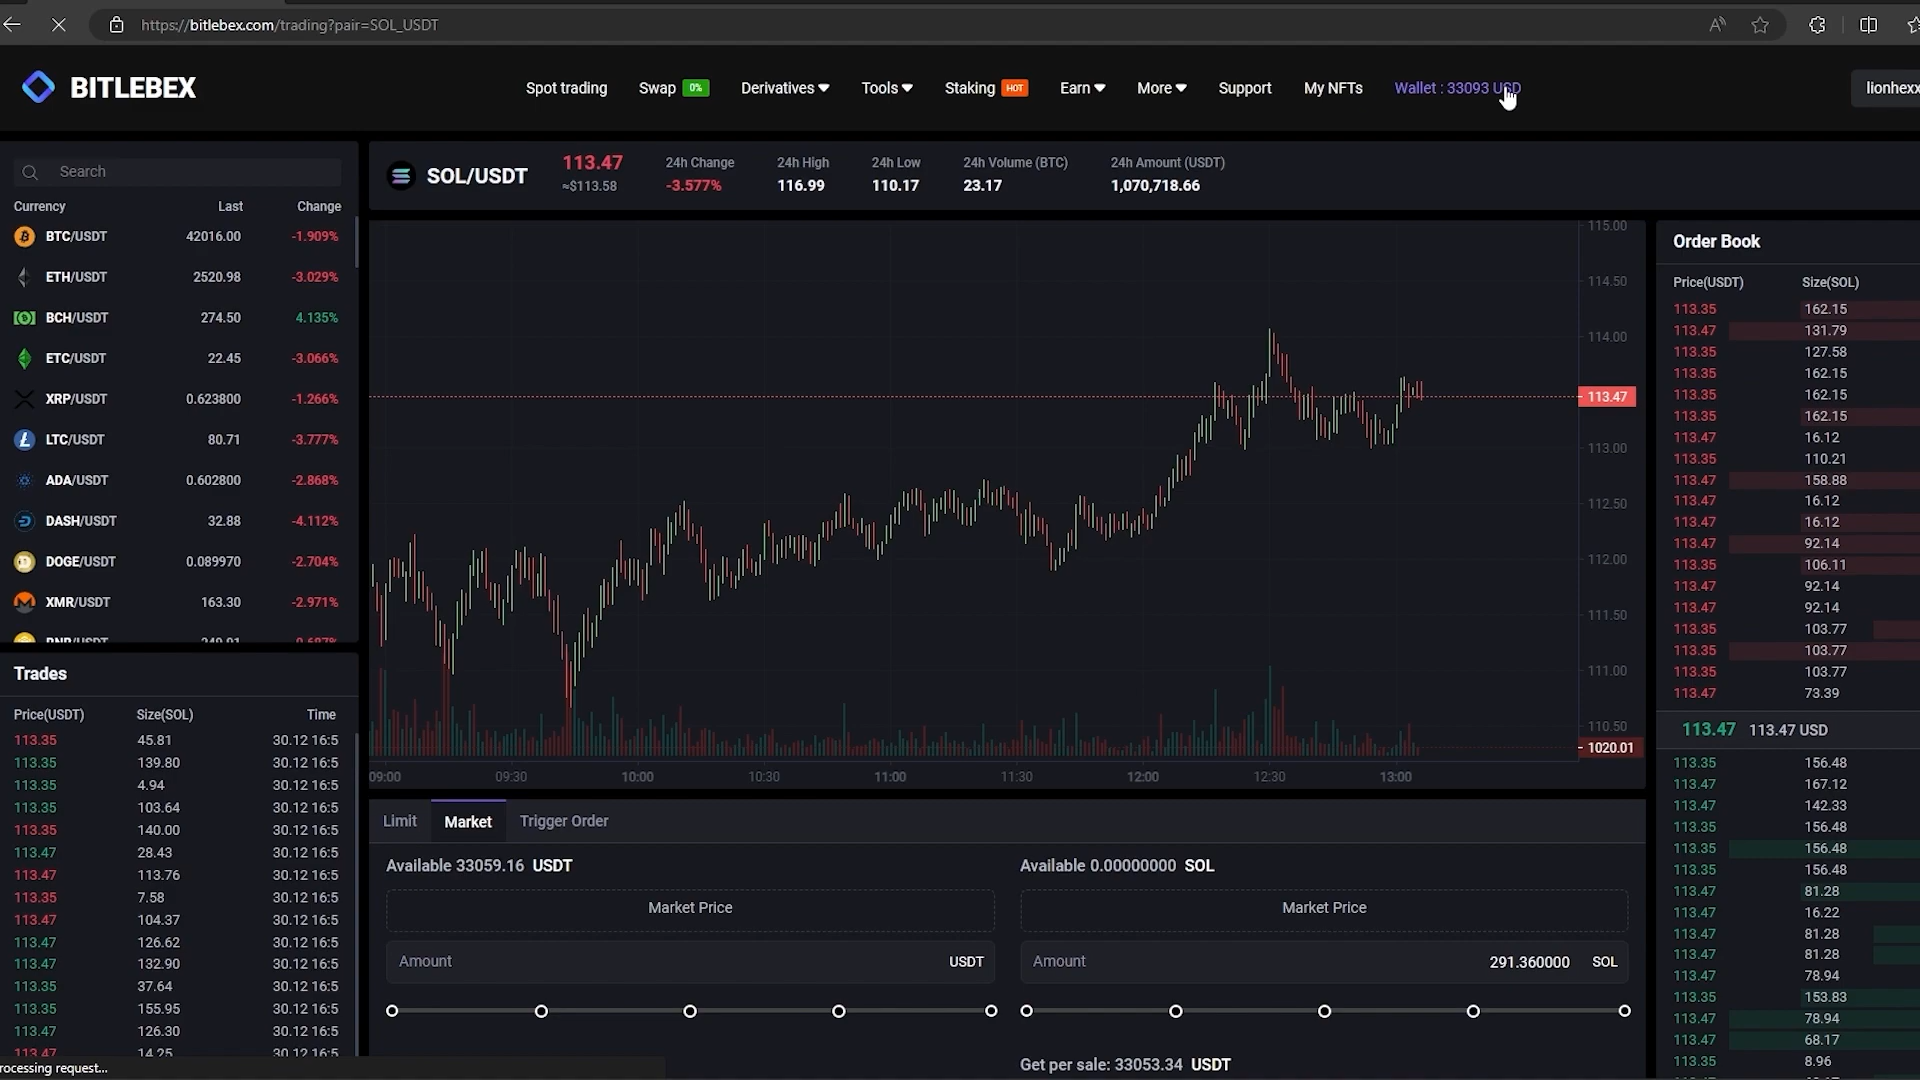 https://bitlebex.com/trading?pair=SOL_USDT
BITLEBEX
Spot trading
Swap 0%
Derivatives
Tools
Staking HOT
Earn
More
Support
My NFTs
Wallet : 33093 USD
lionhexx
Search
Currency Last Change
BTC/USDT 42016.00 -1.909%
ETH/USDT 2520.98 -3.029%
BCH/USDT 274.50 4.135%
ETC/USDT 22.45 -3.066%
XRP/USDT 0.623800 -1.266%
LTC/USDT 80.71 -3.777%
ADA/USDT 0.602800 -2.868%
DASH/USDT 32.88 -4.112%
DOGE/USDT 0.089970 -2.704%
XMR/USDT 163.30 -2.971%
Trades
Price(USDT) Size(SOL) Time
113.35 45.81 30.12 16:5
113.35 139.80 30.12 16:5
113.35 4.94 30.12 16:5
113.35 103.64 30.12 16:5
113.35 140.00 30.12 16:5
113.47 28.43 30.12 16:5
113.47 113.76 30.12 16:5
113.35 7.58 30.12 16:5
113.47 104.37 30.12 16:5
113.47 126.62 30.12 16:5
113.47 132.90 30.12 16:5
113.35 37.64 30.12 16:5
113.35 155.95 30.12 16:5
113.47 126.30 30.12 16:5
113.47 14.25 30.12 16:5
rocessing request...
SOL/USDT
113.47
≈$113.58
24h Change
-3.577%
24h High
116.99
24h Low
110.17
24h Volume (BTC)
23.17
24h Amount (USDT)
1,070,718.66
115.00
114.50
114.00
113.47
113.00
112.50
112.00
111.50
111.00
110.50
1020.01
09:00 09:30 10:00 10:30 11:00 11:30 12:00 12:30 13:00
Limit Market Trigger Order
Available 33059.16 USDT
Market Price
Amount USDT
Available 0.00000000 SOL
Market Price
Amount 291.360000 SOL
Get per sale: 33053.34 USDT
Order Book
Price(USDT) Size(SOL)
113.35 162.15
113.47 131.79
113.35 127.58
113.35 162.15
113.35 162.15
113.35 162.15
113.47 16.12
113.35 110.21
113.47 158.88
113.47 16.12
113.47 16.12
113.47 92.14
113.35 106.11
113.47 92.14
113.47 92.14
113.35 103.77
113.35 103.77
113.35 103.77
113.47 73.39
113.47 113.47 USD
113.35 156.48
113.47 167.12
113.47 142.33
113.35 156.48
113.35 156.48
113.35 156.48
113.47 81.28
113.47 16.22
113.47 81.28
113.47 81.28
113.47 78.94
113.35 153.83
113.47 78.94
113.47 68.17
113.35 8.96